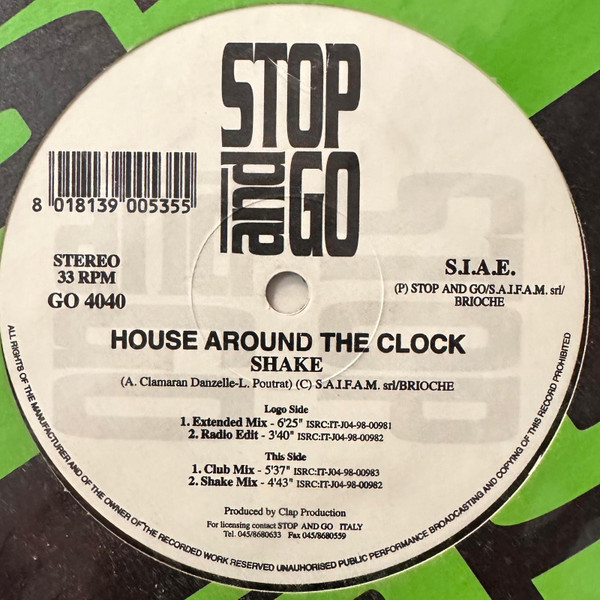 STOP
and GO
8 018139 005355
STEREO
33 RPM
GO 4040
S.I.A.E.
(P) STOP AND GO/S.A.I.F.A.M. srl/
BRIOCHE
HOUSE AROUND THE CLOCK
SHAKE
(A. Clamaran Danzelle-L. Poutrat) (C) S.A.I.F.A.M. srl/BRIOCHE
Logo Side
1. Extended Mix - 6'25" ISRC:IT-J04-98-00981
2. Radio Edit - 3'40" ISRC:IT-J04-98-00982
This Side
1. Club Mix - 5'37" ISRC:IT-J04-98-00983
2. Shake Mix - 4'43" ISRC:IT-J04-98-00982
Produced by Clap Production
For licensing contact STOP AND GO ITALY
Tel. 045/8680633 Fax 045/8680559
ALL RIGHTS OF THE MANUFACTURER AND OF THE OWNER OF THE RECORDED WORK RESERVED UNAUHORISED PUBLIC PERFORMANCE BROADCASTING AND COPYING OF THIS RECORD PROHIBITED